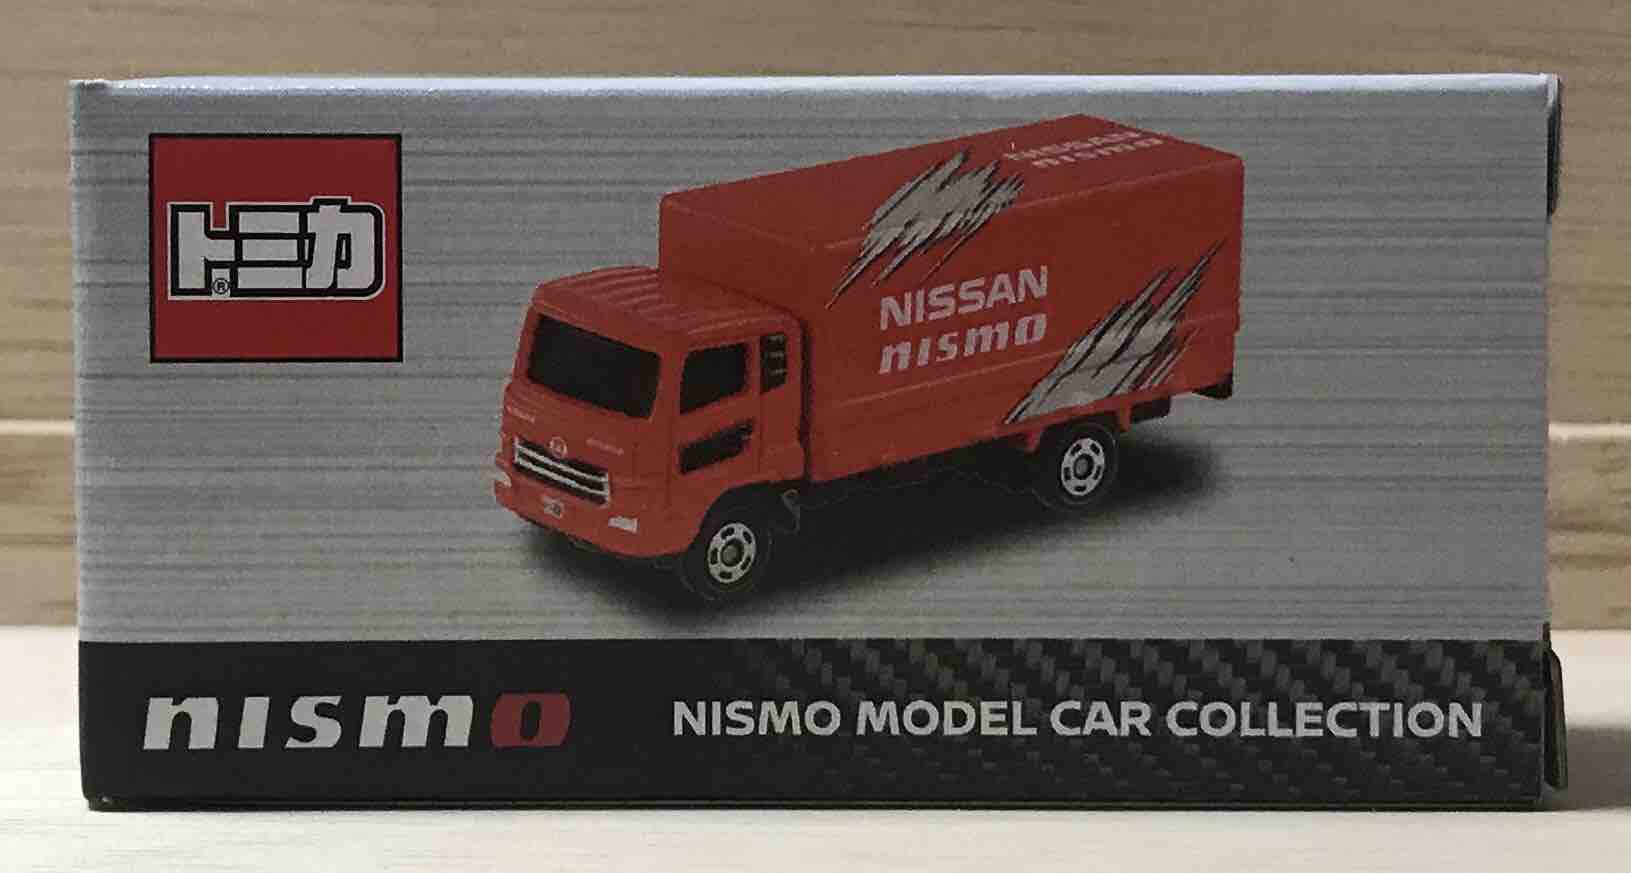 トミカ
®
NISSAN
nismo
NISSAN
nismo
nismo
NISMO MODEL CAR COLLECTION